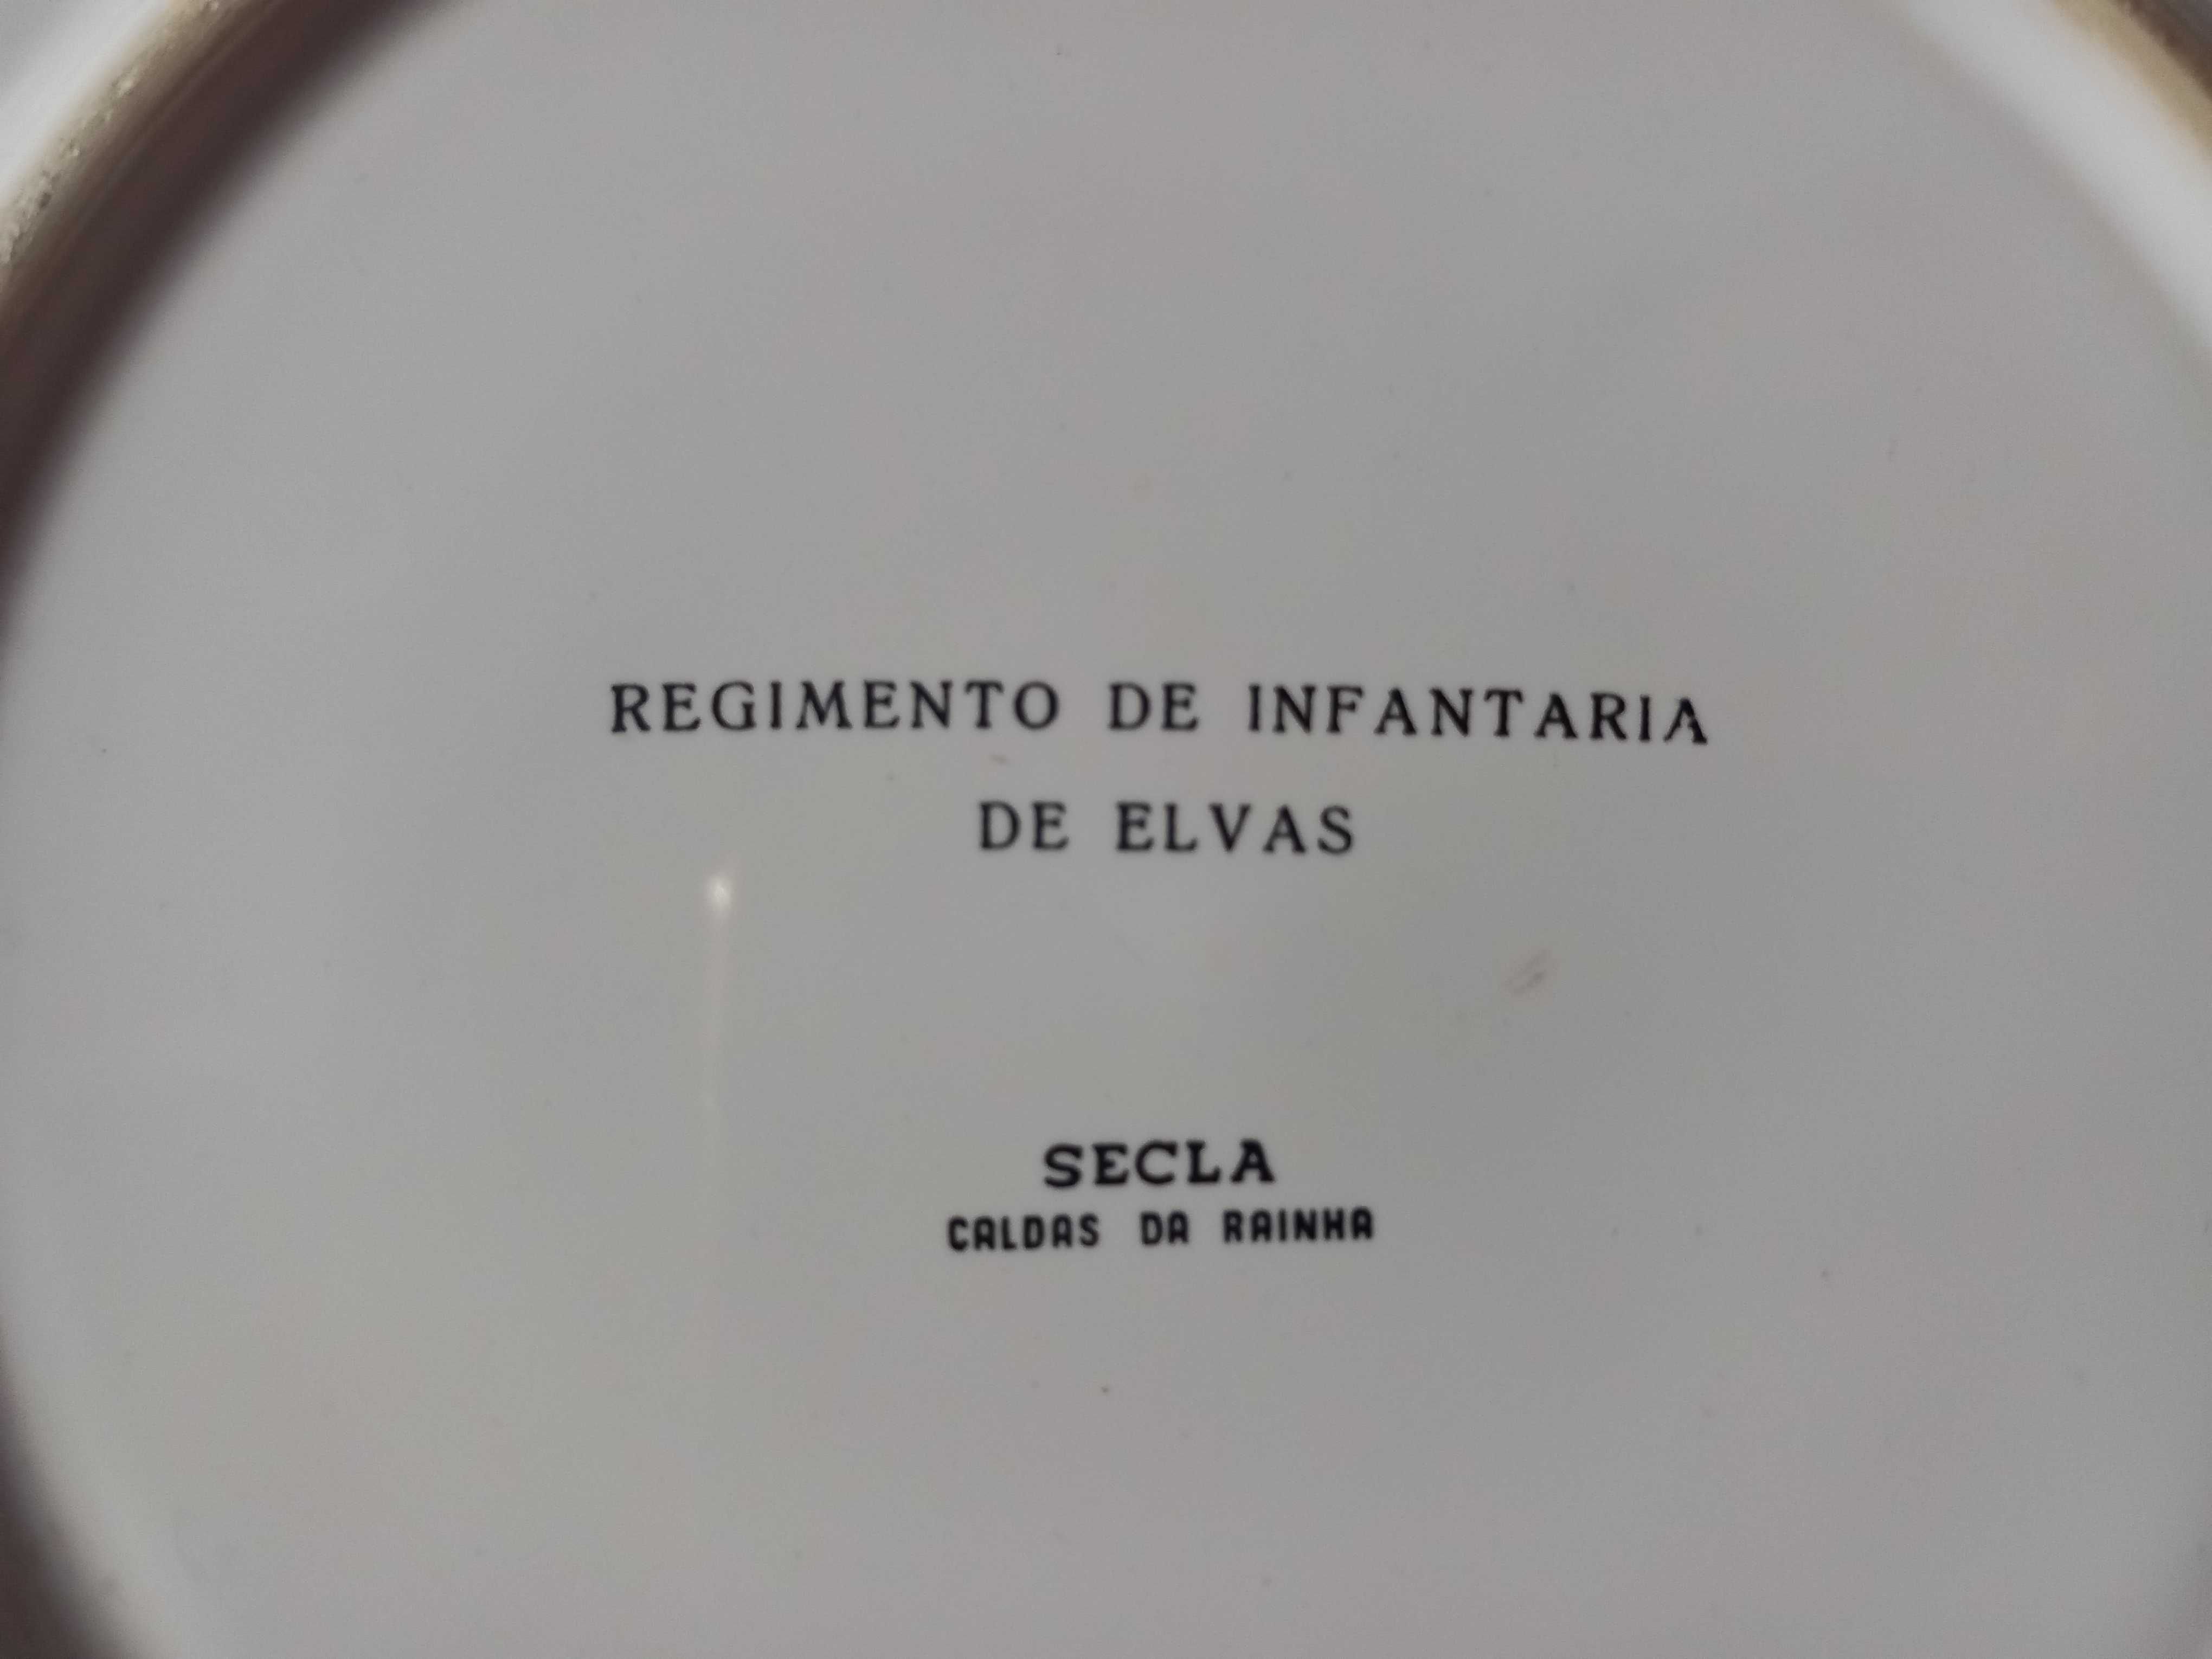 REGIMENTO DE INFANTARIA
DE ELVAS
SECLA
CALDAS DA RAINHA